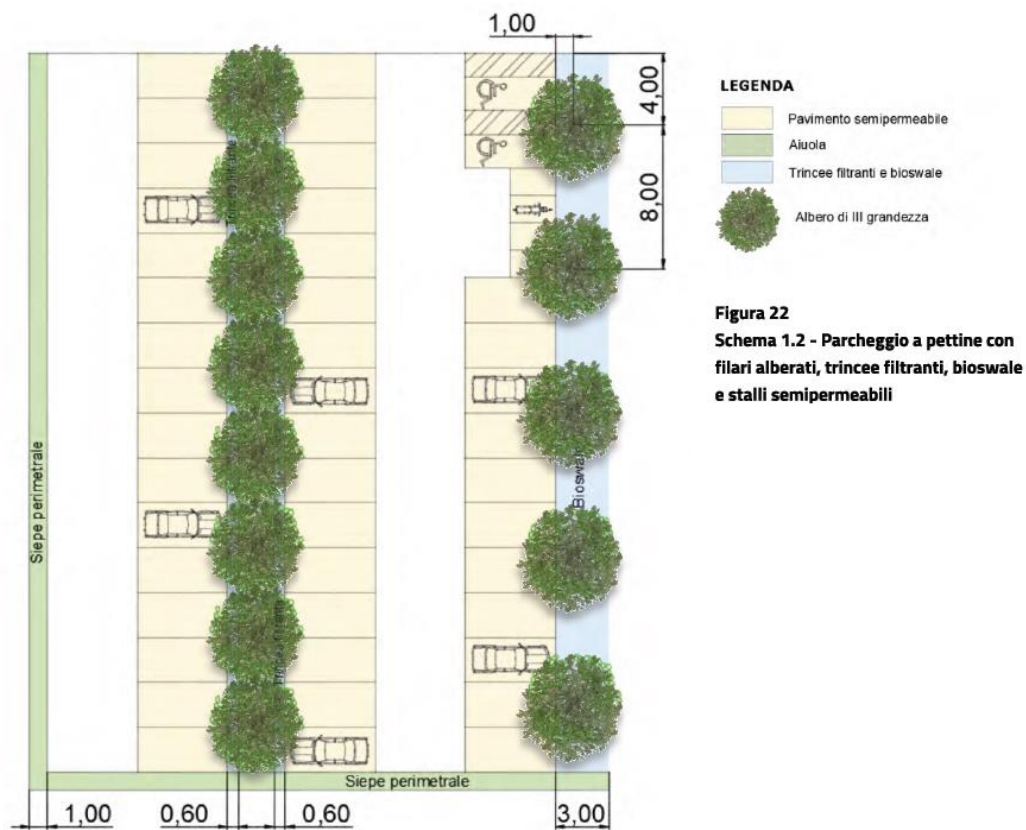 1,00
4,00
8,00
LEGENDA
Pavimento semipermeabile
Aiuola
Trincee filtranti e bioswale
Albero di III grandezza
Figura 22
Schema 1.2 - Parcheggio a pettine con
filari alberati, trincee filtranti, bioswale
e stalli semipermeabili
Siepe perimetrale
Bioswale
Siepe perimetrale
1,00
0,60
0,60
3,00